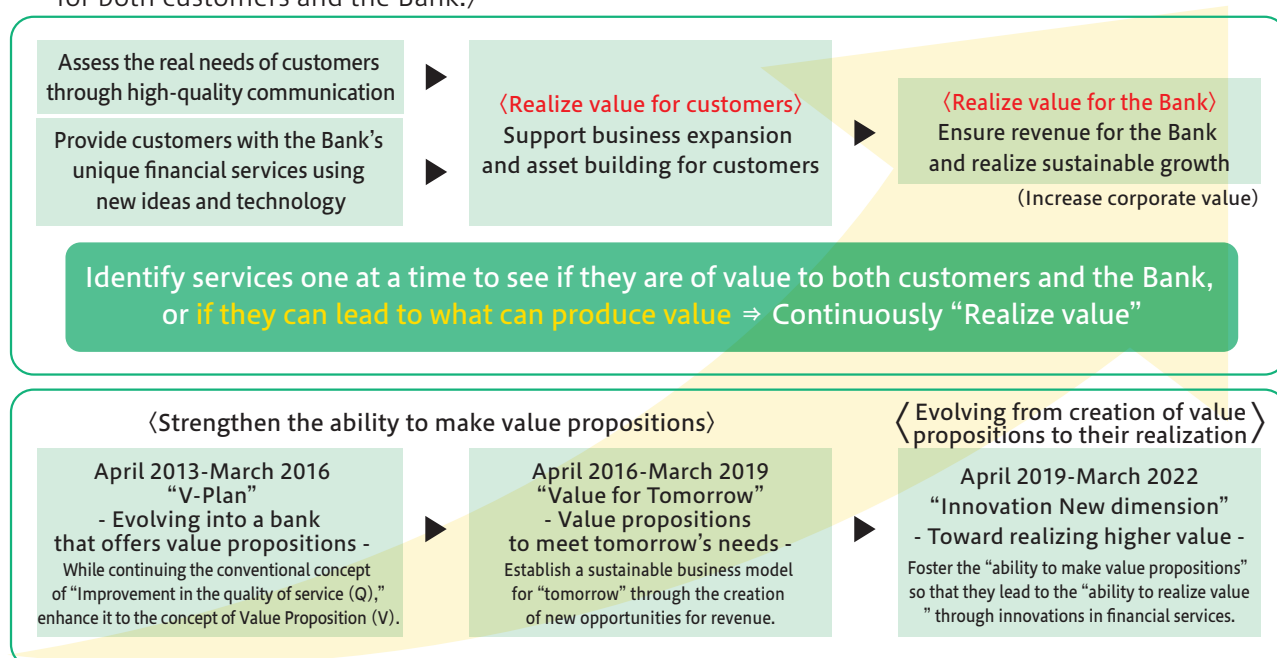 for both customers and the Bank.〉
Assess the real needs of customers
through high-quality communication
Provide customers with the Bank's
unique financial services using
new ideas and technology
〈Realize value for customers〉
Support business expansion
and asset building for customers
〈Realize value for the Bank〉
Ensure revenue for the Bank
and realize sustainable growth
(Increase corporate value)
Identify services one at a time to see if they are of value to both customers and the Bank,
or if they can lead to what can produce value ⇒ Continuously “Realize value”
〈Strengthen the ability to make value propositions〉
〈Evolving from creation of value
propositions to their realization〉
April 2013-March 2016
“V-Plan”
- Evolving into a bank
that offers value propositions -
While continuing the conventional concept
of “Improvement in the quality of service (Q),”
enhance it to the concept of Value Proposition (V).
April 2016-March 2019
“Value for Tomorrow”
- Value propositions
to meet tomorrow's needs -
Establish a sustainable business model
for “tomorrow” through the creation
of new opportunities for revenue.
April 2019-March 2022
“Innovation New dimension”
- Toward realizing higher value -
Foster the “ability to make value propositions”
so that they lead to the “ability to realize value
” through innovations in financial services.